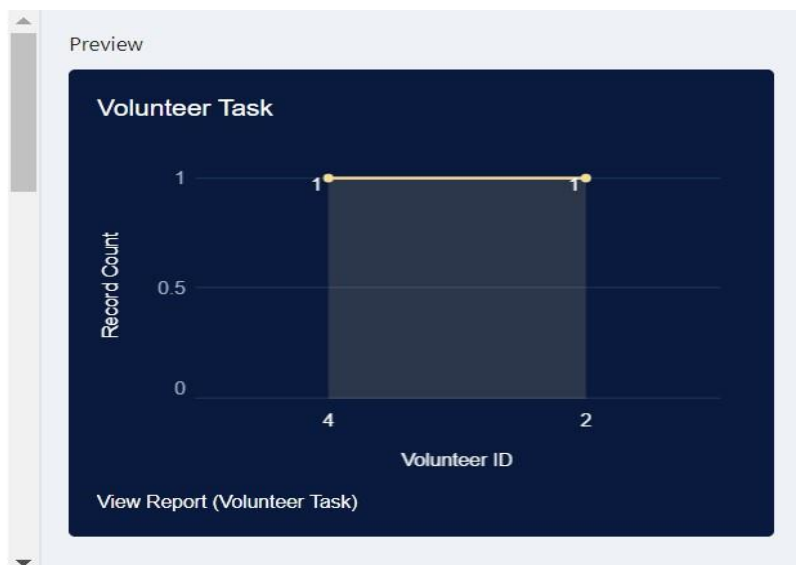 Preview
Volunteer Task
1
1
1
Record Count
0.5
0
4
2
Volunteer ID
View Report (Volunteer Task)